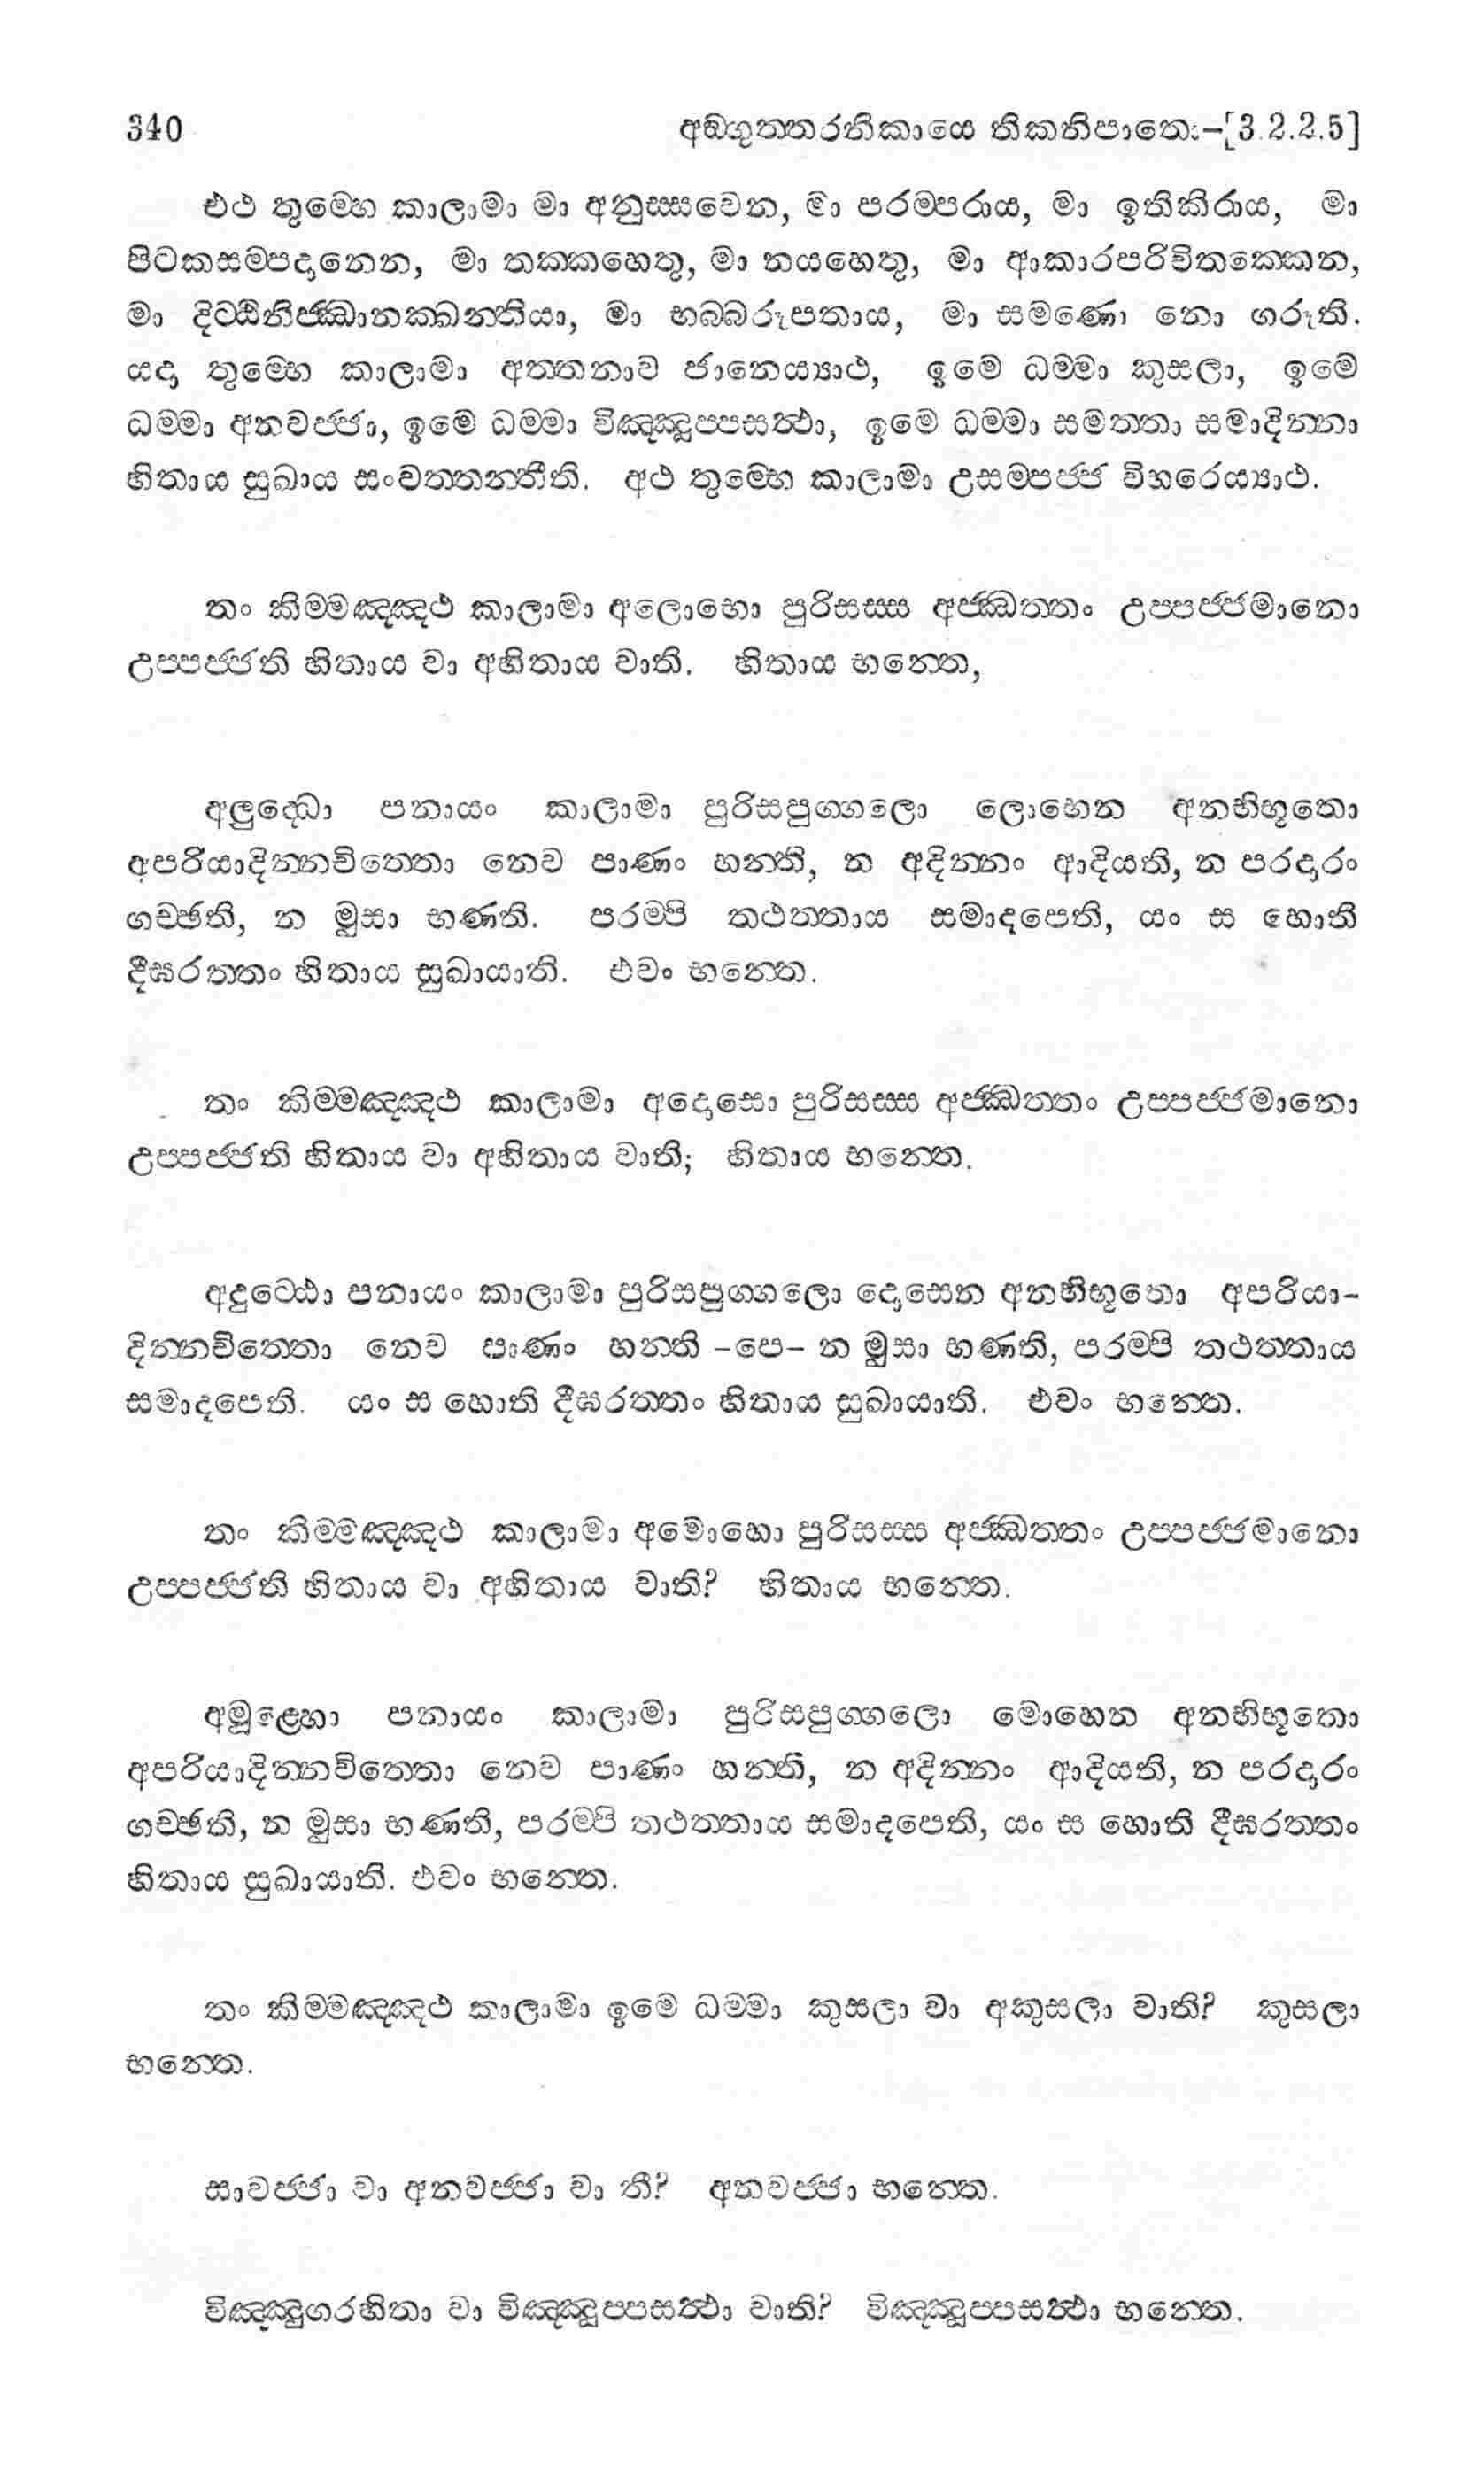 340 අඞ්ගුත්තරනිකායෙ තිකනිපාතො-[3.2.2.5]
එථ තුම්හෙ කාලාමා මා අනුස්සවෙන, මා පරම්පරාය, මා ඉතිකිරාය, මා
පිටකසම්පදානෙන, මා තක්කහෙතු, මා නයහෙතු, මා ආකාරපරිවිතක්කෙන,
මා දිට්ඨිනිජ්ඣානක්ඛන්තියා, මා භබ්බරූපතාය, මා සමණො නො ගරූති.
යදා තුම්හෙ කාලාමා අත්තනාව ජානෙය්‍යාථ, ඉමෙ ධම්මා කුසලා, ඉමෙ
ධම්මා අනවජ්ජා, ඉමෙ ධම්මා විඤ්ඤුප්පසත්ථා, ඉමෙ ධම්මා සමත්තා සමාදින්නා
හිතාය සුඛාය සංවත්තන්තීති. අථ තුම්හෙ කාලාමා උසම්පජ්ජ විහරෙය්‍යාථ.
තං කිම්මඤ්ඤථ කාලාමා අලොභො පුරිසස්ස අජ්ඣත්තං උප්පජ්ජමානො
උප්පජ්ජති හිතාය වා අහිතාය වාති. හිතාය භන්තෙ,
අලුද්ධො පනායං කාලාමා පුරිසපුග්ගලො ලොභෙන අනභිභූතො
අපරියාදින්නචිත්තො නෙව පාණං හන්ති, න අදින්නං ආදියති, න පරදාරං
ගච්ඡති, න මුසා භණති. පරම්පි තථත්තාය සමාදපෙති, යං ස හොති
දීඝරත්තං හිතාය සුඛායාති. එවං භන්තෙ.
තං කිම්මඤ්ඤථ කාලාමා අදොසො පුරිසස්ස අජ්ඣත්තං උප්පජ්ජමානො
උප්පජ්ජති හිතාය වා අහිතාය වාති; හිතාය භන්තෙ.
අදුට්ඨො පනායං කාලාමා පුරිසපුග්ගලො දොසෙන අනභිභූතො අපරියා-
දින්නචිත්තො නෙව පාණං හන්ති -පෙ- න මුසා භණති, පරම්පි තථත්තාය
සමාදපෙති. යං ස හොති දීඝරත්තං හිතාය සුඛායාති. එවං භන්තෙ.
තං කිම්මඤ්ඤථ කාලාමා අමොහො පුරිසස්ස අජ්ඣත්තං උප්පජ්ජමානො
උප්පජ්ජති හිතාය වා අහිතාය වාති? හිතාය භන්තෙ.
අමූළ්හො පනායං කාලාමා පුරිසපුග්ගලො මොහෙන අනභිභූතො
අපරියාදින්නචිත්තො නෙව පාණං හන්ති, න අදින්නං ආදියති, න පරදාරං
ගච්ඡති, න මුසා භණති, පරම්පි තථත්තාය සමාදපෙති, යං ස හොති දීඝරත්තං
හිතාය සුඛායාති. එවං භන්තෙ.
තං කිම්මඤ්ඤථ කාලාමා ඉමෙ ධම්මා කුසලා වා අකුසලා වාති? කුසලා
භන්තෙ.
සාවජ්ජා වා අනවජ්ජා වා තී? අනවජ්ජා භන්තෙ.
විඤ්ඤුගරහිතා වා විඤ්ඤුප්පසත්ථා වාති? විඤ්ඤුප්පසත්ථා භන්තෙ.